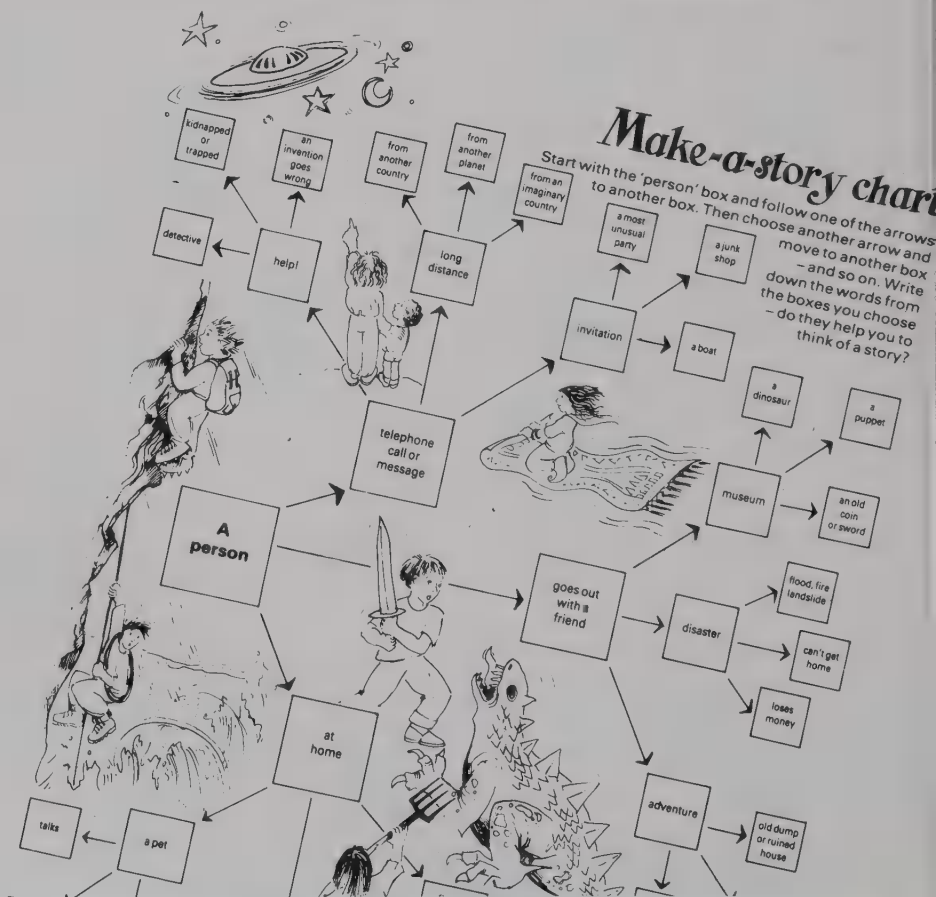 Make-a-story chart
Start with the 'person' box and follow one of the arrows
to another box. Then choose another arrow and
move to another box
– and so on. Write
down the words from
the boxes you choose
– do they help you to
think of a story?
kidnapped
or
trapped
an
invention
goes
wrong
from
another
country
from
another
planet
from an
imaginary
country
detective
help!
long
distance
a most
unusual
party
a junk
shop
invitation
a boat
telephone
call or
message
a
dinosaur
a
puppet
museum
an old
coin
or sword
A
person
goes out
with a
friend
disaster
flood, fire
landslide
can't get
home
loses
money
at
home
adventure
old dump
or ruined
house
talks
a pet
H